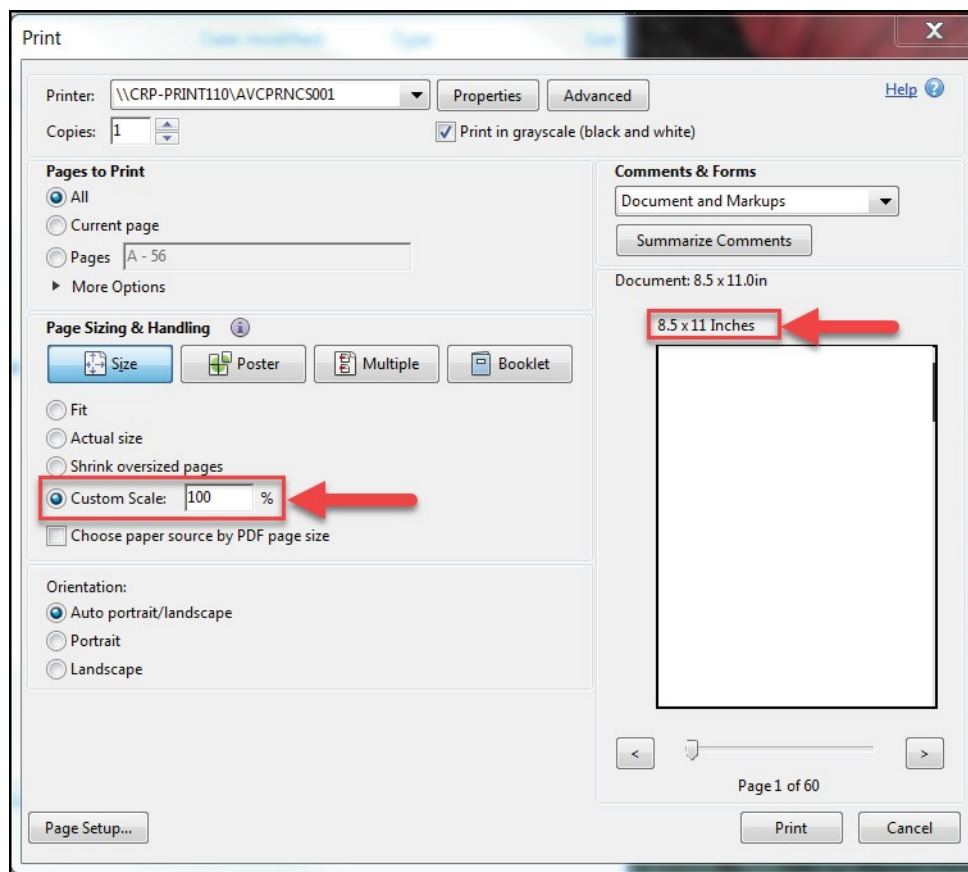 Print
Date modified Type Size
X
Printer: \\CRP-PRINT110\AVCPRNCS001 Properties Advanced Help ?
Copies: 1 Print in grayscale (black and white)
Pages to Print
All
Current page
Pages A - 56
More Options
Comments & Forms
Document and Markups
Summarize Comments
Page Sizing & Handling i
Size Poster Multiple Booklet
Fit
Actual size
Shrink oversized pages
Custom Scale: 100 %
Choose paper source by PDF page size
Orientation:
Auto portrait/landscape
Portrait
Landscape
Document: 8.5 x 11.0in
8.5 x 11 Inches
< >
Page 1 of 60
Page Setup... Print Cancel